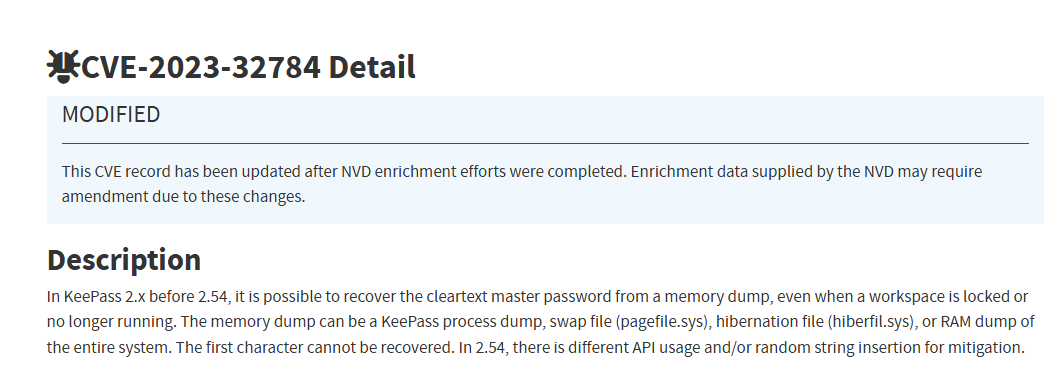 CVE-2023-32784 Detail
MODIFIED
This CVE record has been updated after NVD enrichment efforts were completed. Enrichment data supplied by the NVD may require
amendment due to these changes.
Description
In KeePass 2.x before 2.54, it is possible to recover the cleartext master password from a memory dump, even when a workspace is locked or
no longer running. The memory dump can be a KeePass process dump, swap file (pagefile.sys), hibernation file (hiberfil.sys), or RAM dump of
the entire system. The first character cannot be recovered. In 2.54, there is different API usage and/or random string insertion for mitigation.